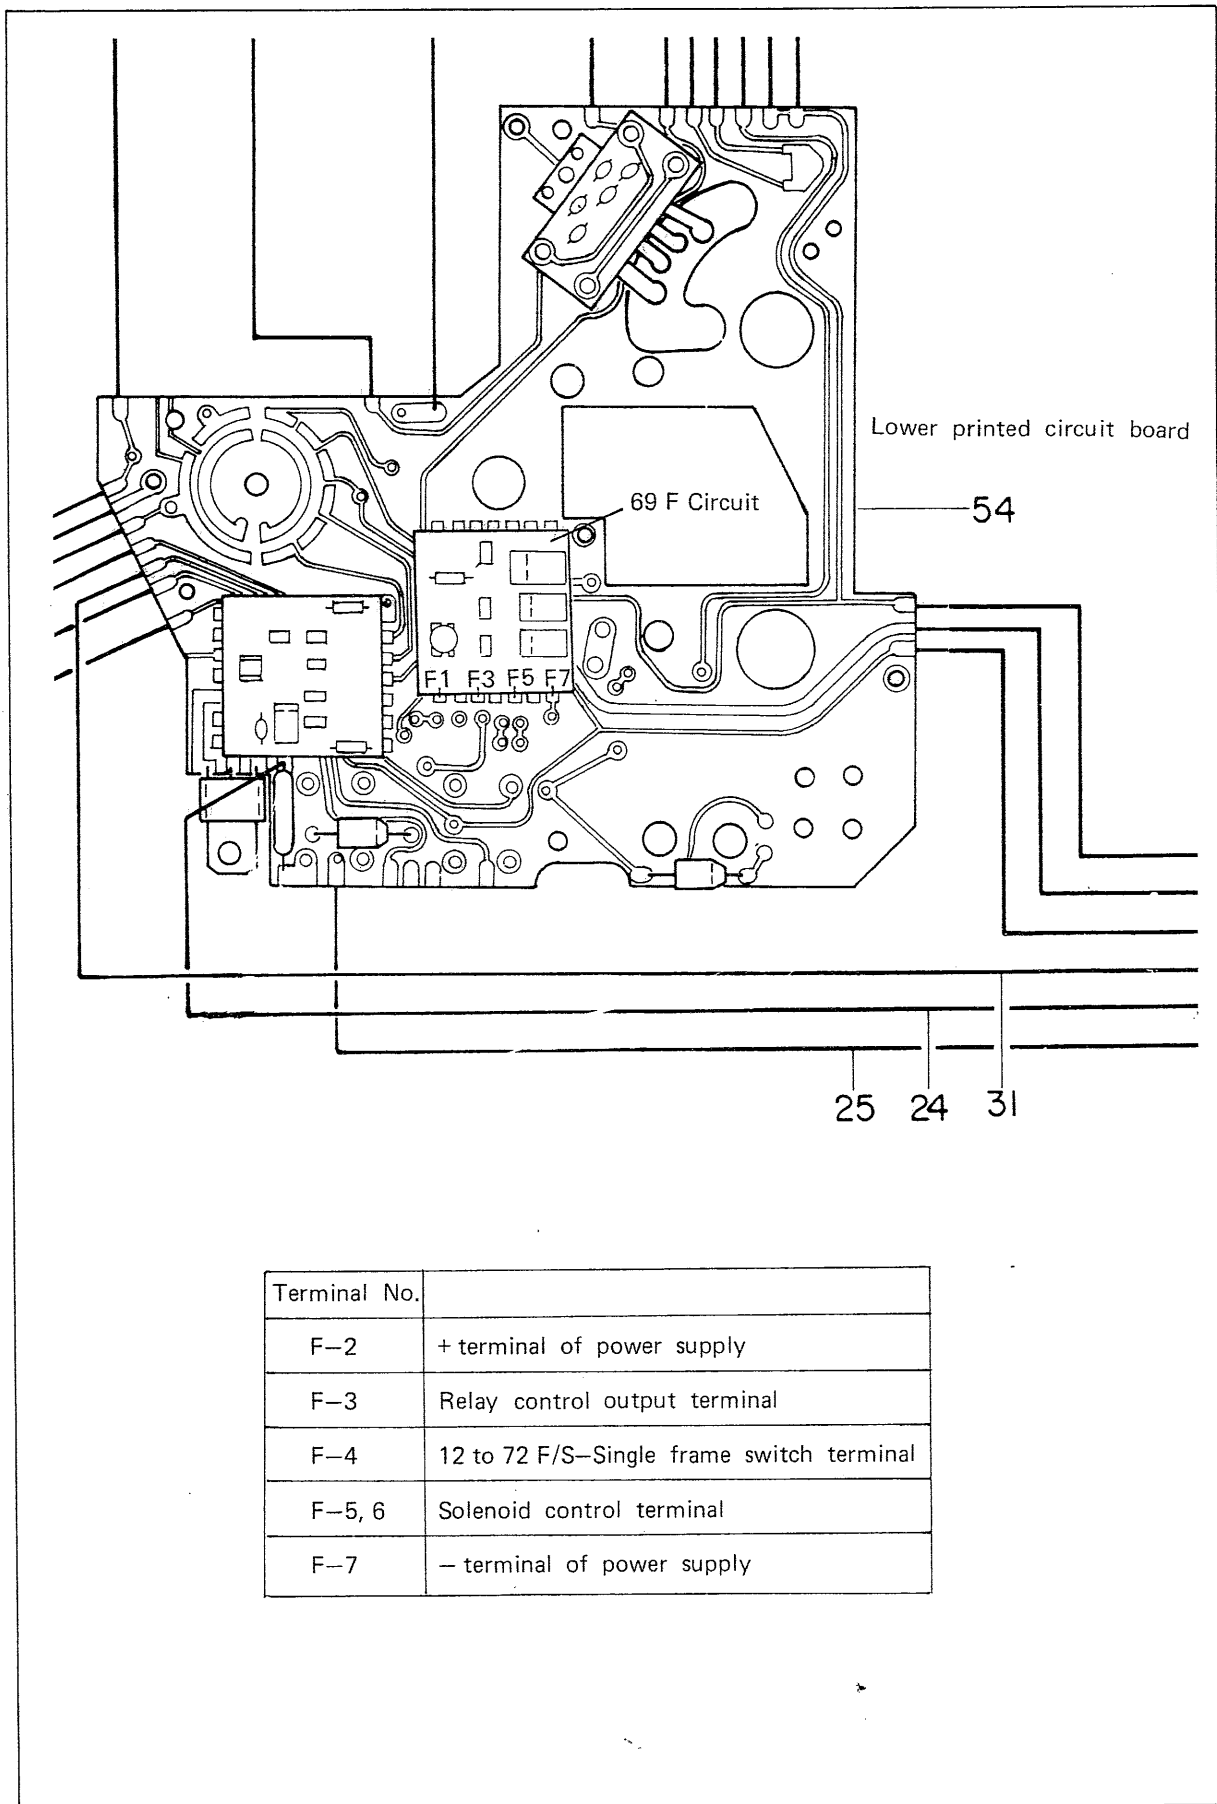 Lower printed circuit board
69 F Circuit
54
F1 F3 F5 F7
25 24 31
Terminal No.
F–2 + terminal of power supply
F–3 Relay control output terminal
F–4 12 to 72 F/S–Single frame switch terminal
F–5, 6 Solenoid control terminal
F–7 – terminal of power supply